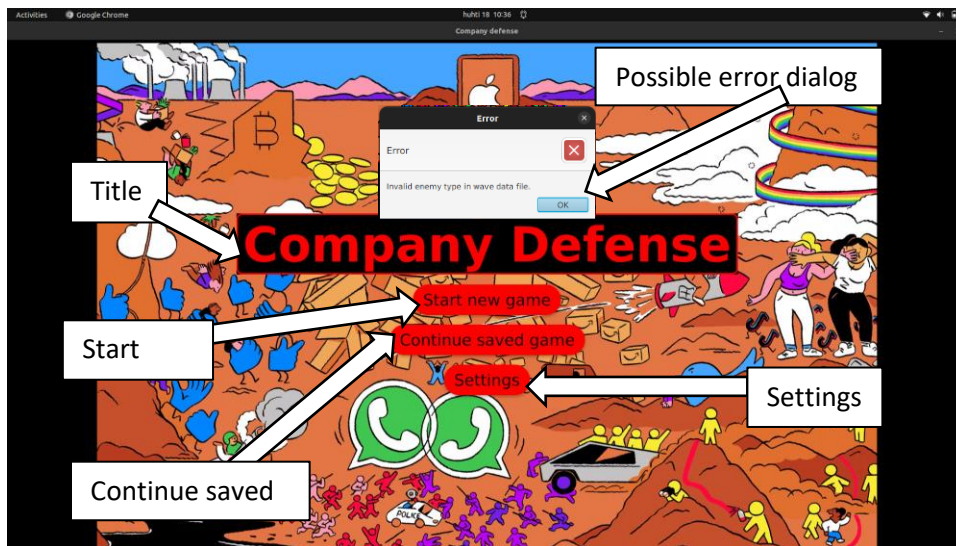 Activities Google Chrome huhti 18 10:36
Company defense
Possible error dialog
Error
Error
Invalid enemy type in wave data file.
OK
Title
Company Defense
Start new game
Start
Continue saved game
Settings
Settings
Continue saved
POLICE